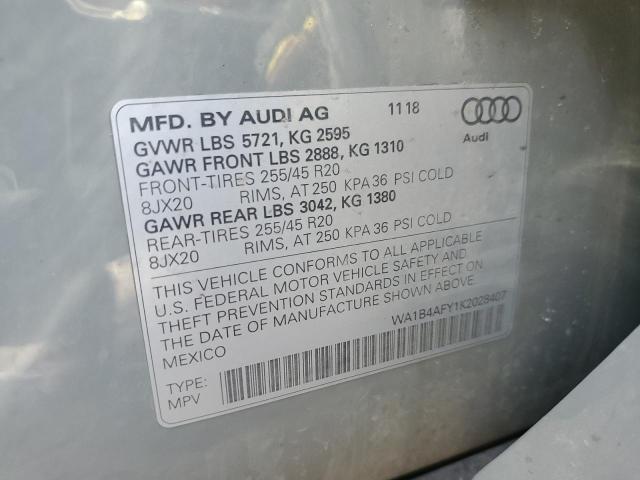 MFD. BY AUDI AG 11 18
GVWR LBS 5721, KG 2595
GAWR FRONT LBS 2888, KG 1310
FRONT-TIRES 255/45 R20
8JX20 RIMS, AT 250 KPA 36 PSI COLD
GAWR REAR LBS 3042, KG 1380
REAR-TIRES 255/45 R20
8JX20 RIMS, AT 250 KPA 36 PSI COLD
Audi
THIS VEHICLE CONFORMS TO ALL APPLICABLE
U.S. FEDERAL MOTOR VEHICLE SAFETY AND
THEFT PREVENTION STANDARDS IN EFFECT ON
THE DATE OF MANUFACTURE SHOWN ABOVE.
MEXICO WA1B4AFY1K2028407
TYPE:
MPV